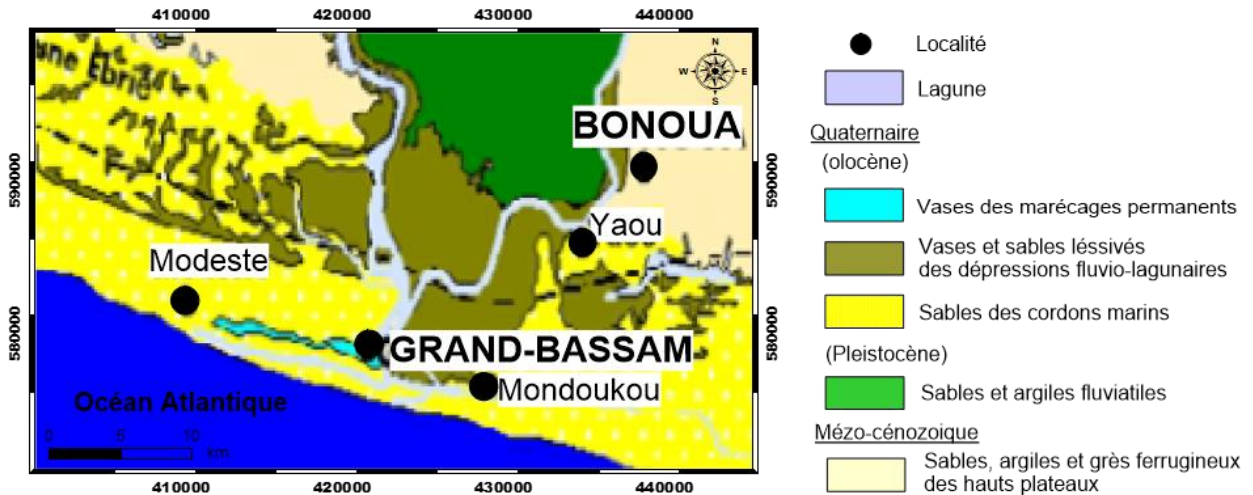 410000 420000 430000 440000
ne Ebrié
N
W E
S
BONOUA
590000 590000
Yaou
Modeste
580000 580000
GRAND-BASSAM
Mondoukou
Océan Atlantique
0 5 10
km
410000 420000 430000 440000
Localité
Lagune
Quaternaire
(olocène)
Vases des marécages permanents
Vases et sables léssivés
des dépressions fluvio-lagunaires
Sables des cordons marins
(Pleistocène)
Sables et argiles fluviatiles
Mézo-cénozoique
Sables, argiles et grès ferrugineux
des hauts plateaux